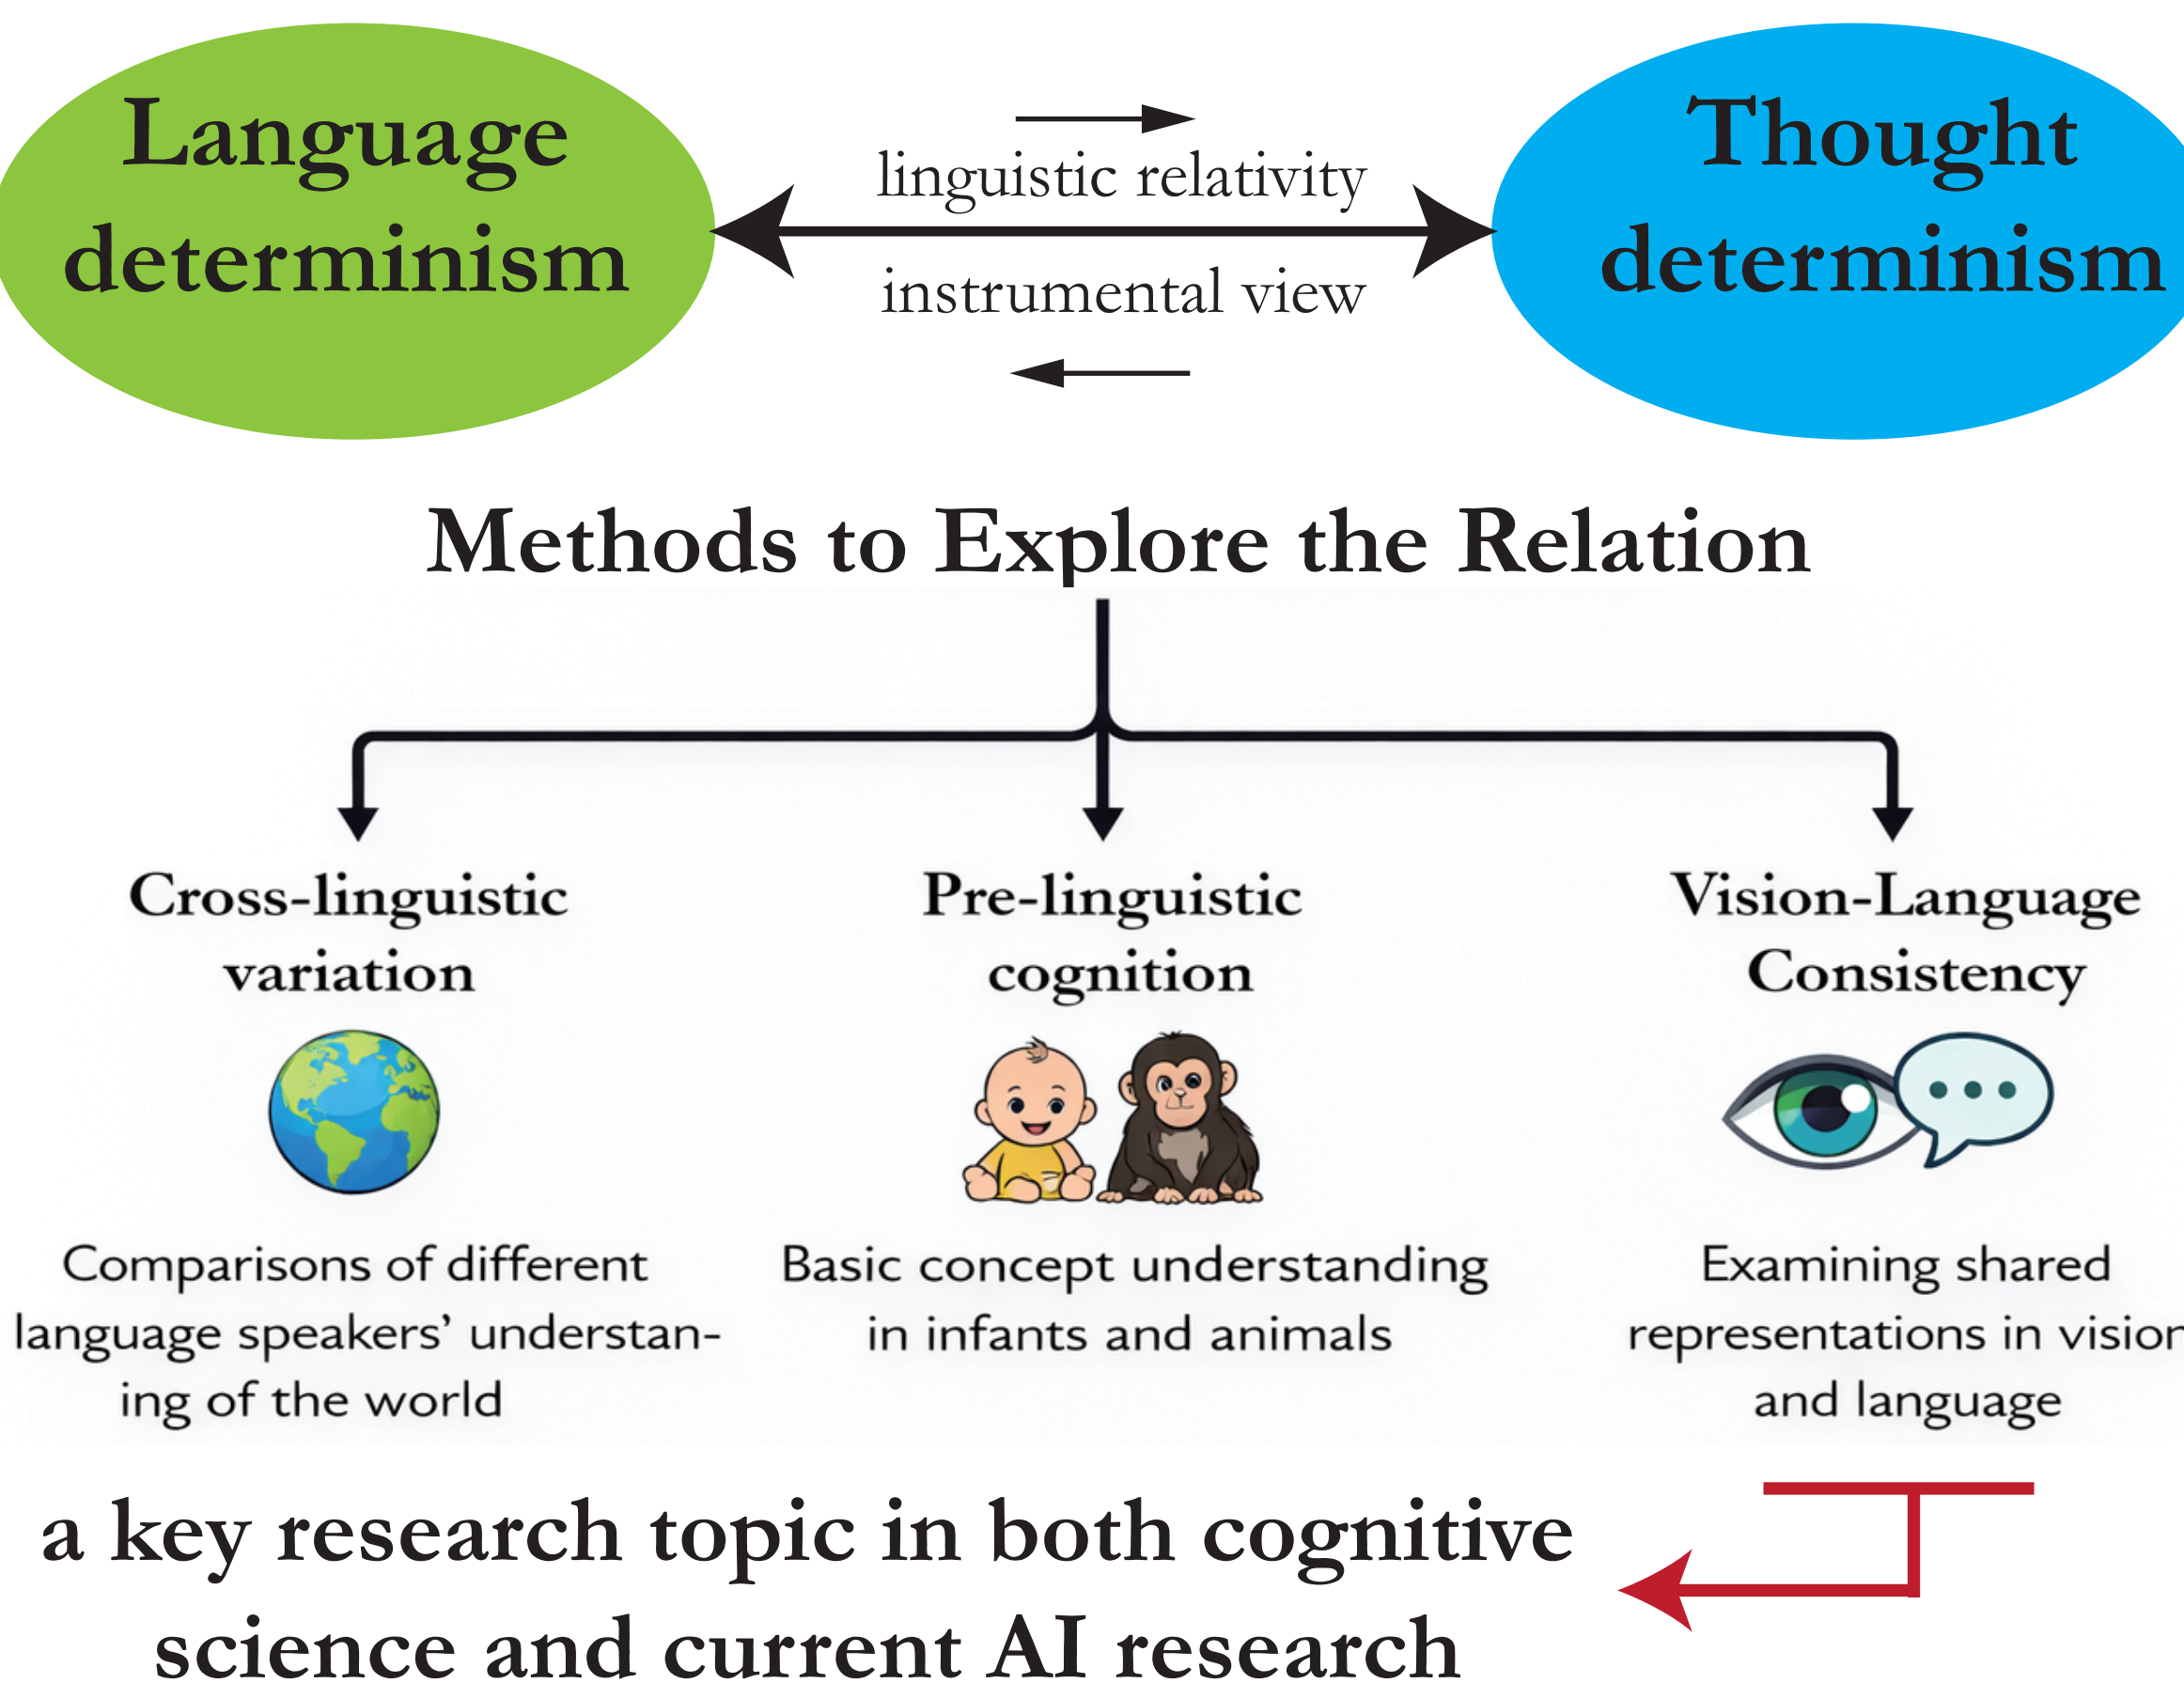 Language
determinism
linguistic relativity
instrumental view
Thought
determinism
Methods to Explore the Relation
Cross-linguistic
variation
Comparisons of different
language speakers’ understan-
ing of the world
Pre-linguistic
cognition
Basic concept understanding
in infants and animals
Vision-Language
Consistency
Examining shared
representations in vision
and language
a key research topic in both cognitive
science and current AI research